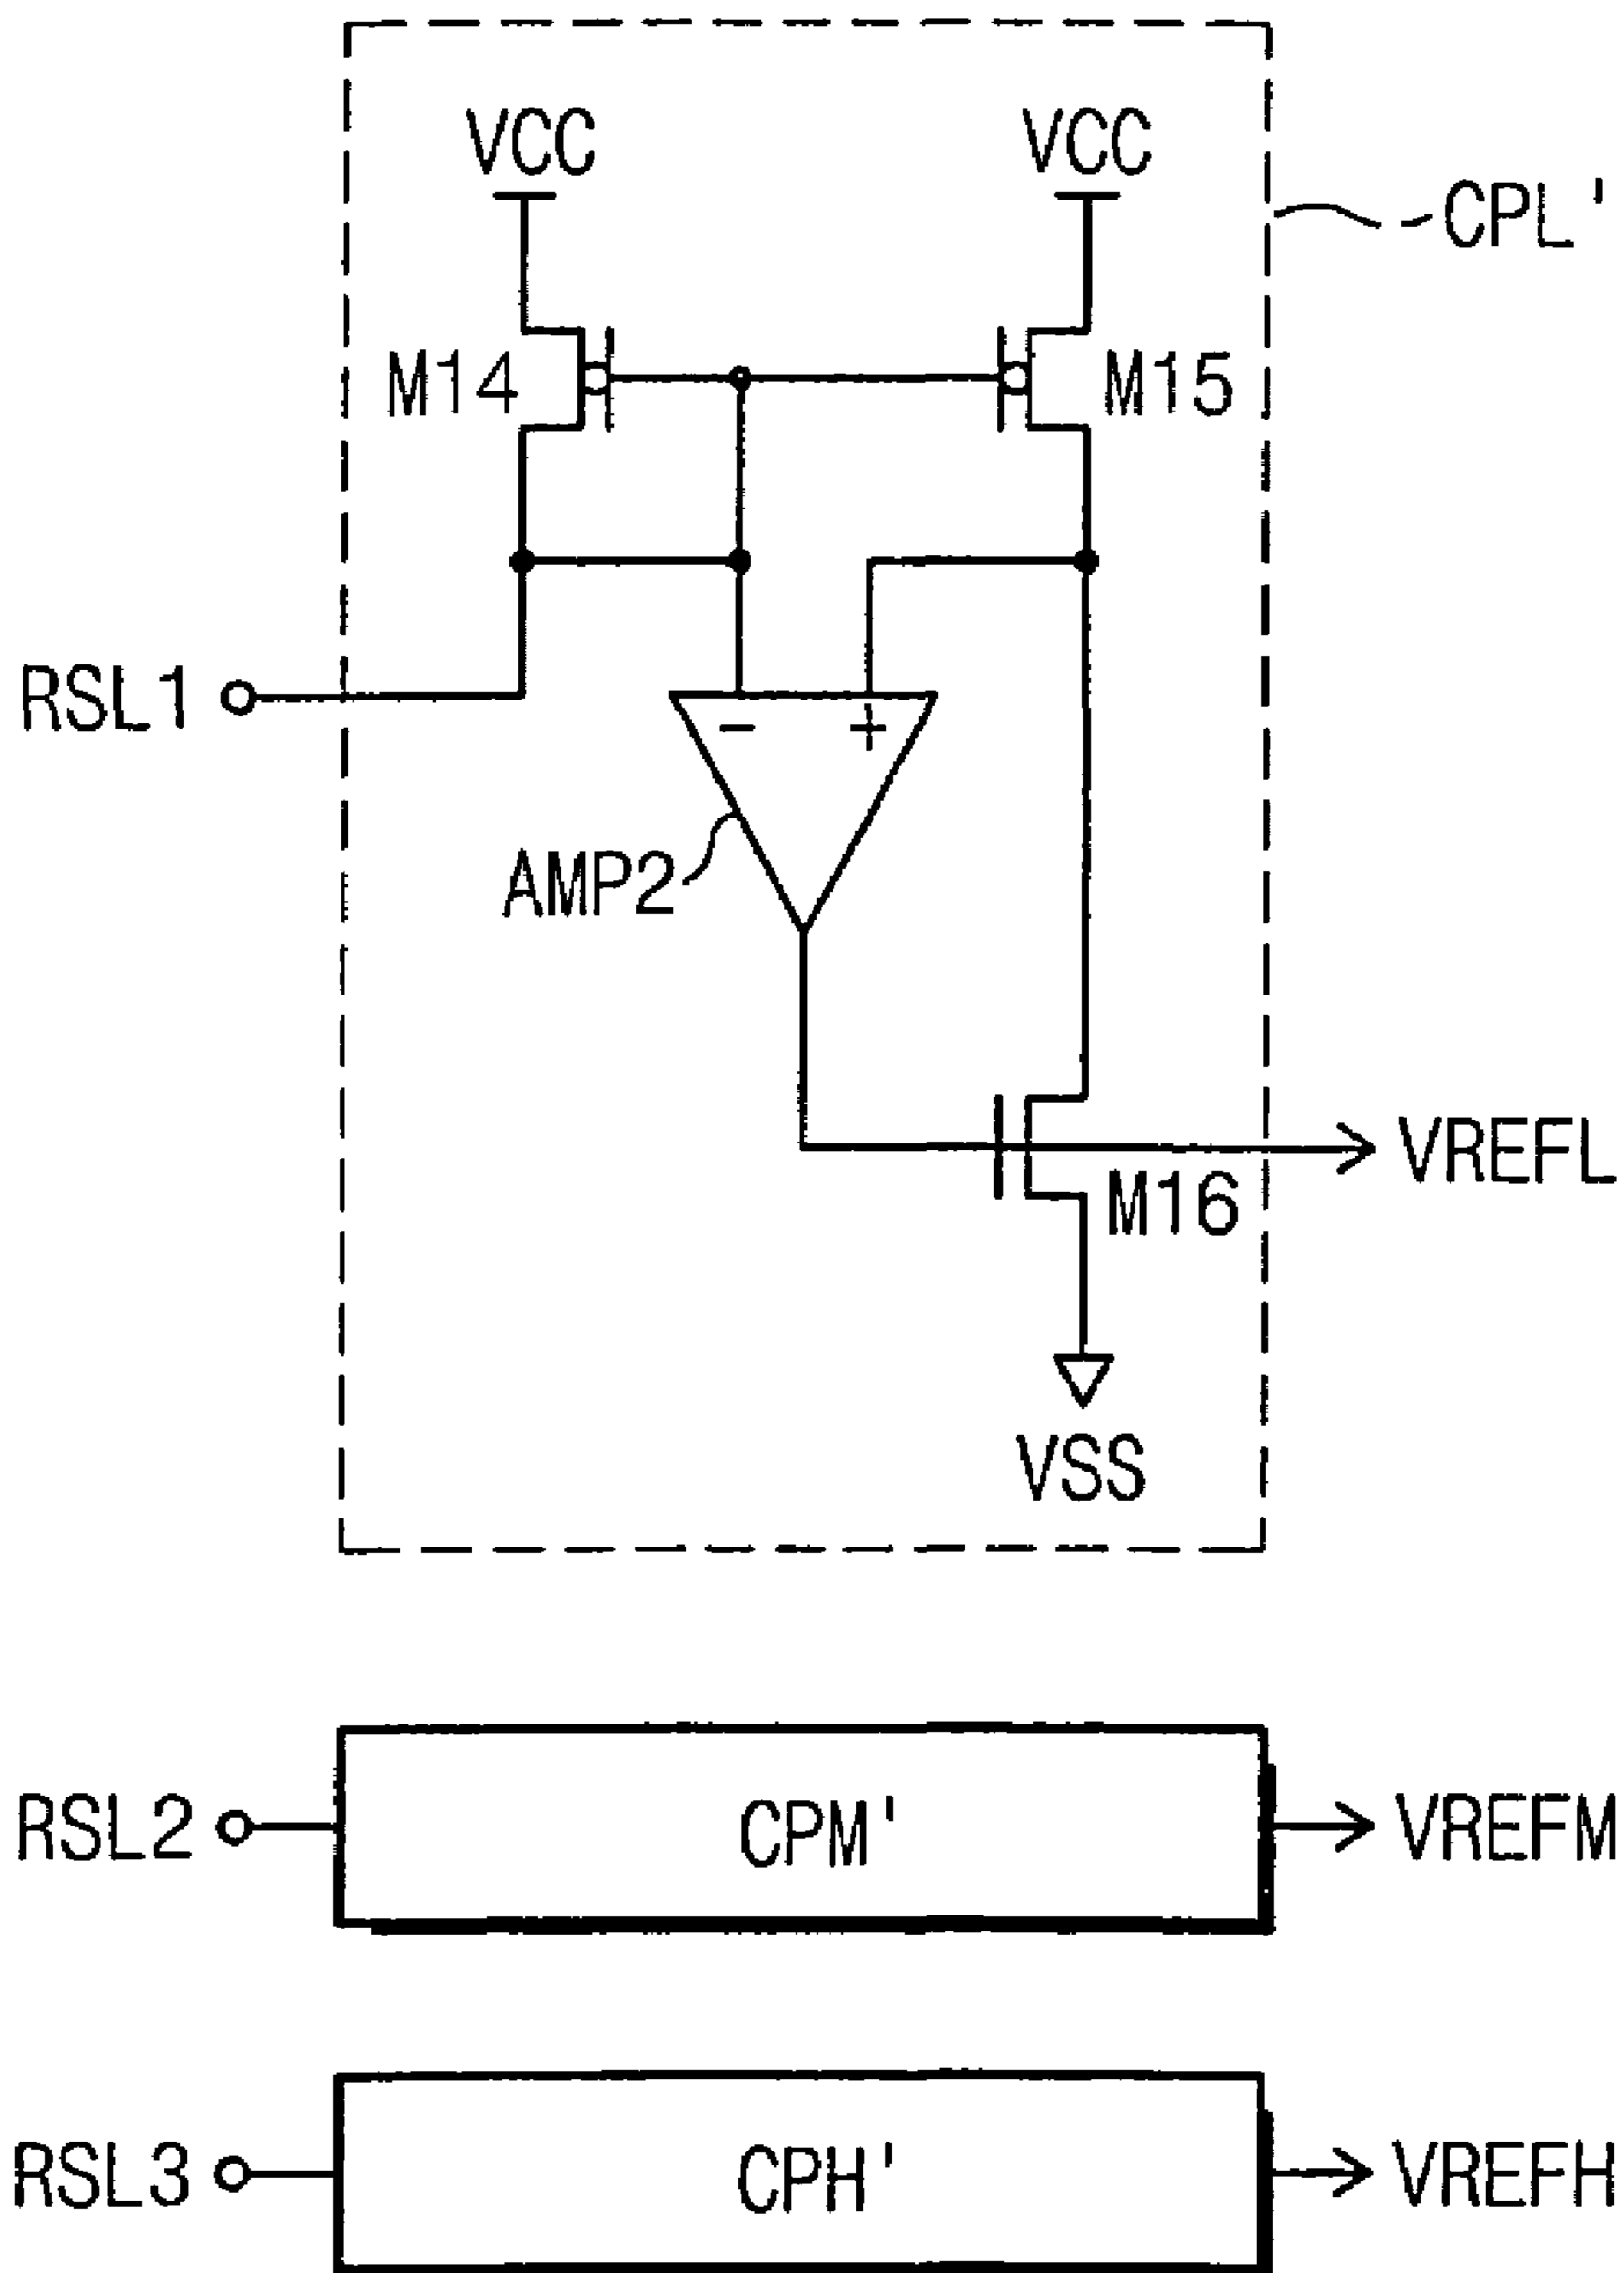 VCC VCC
CPL'
M14 M15
RSL1
- +
AMP2
VREFL
M16
VSS
RSL2 CPM' VREFM
RSL3 CPH' VREFH